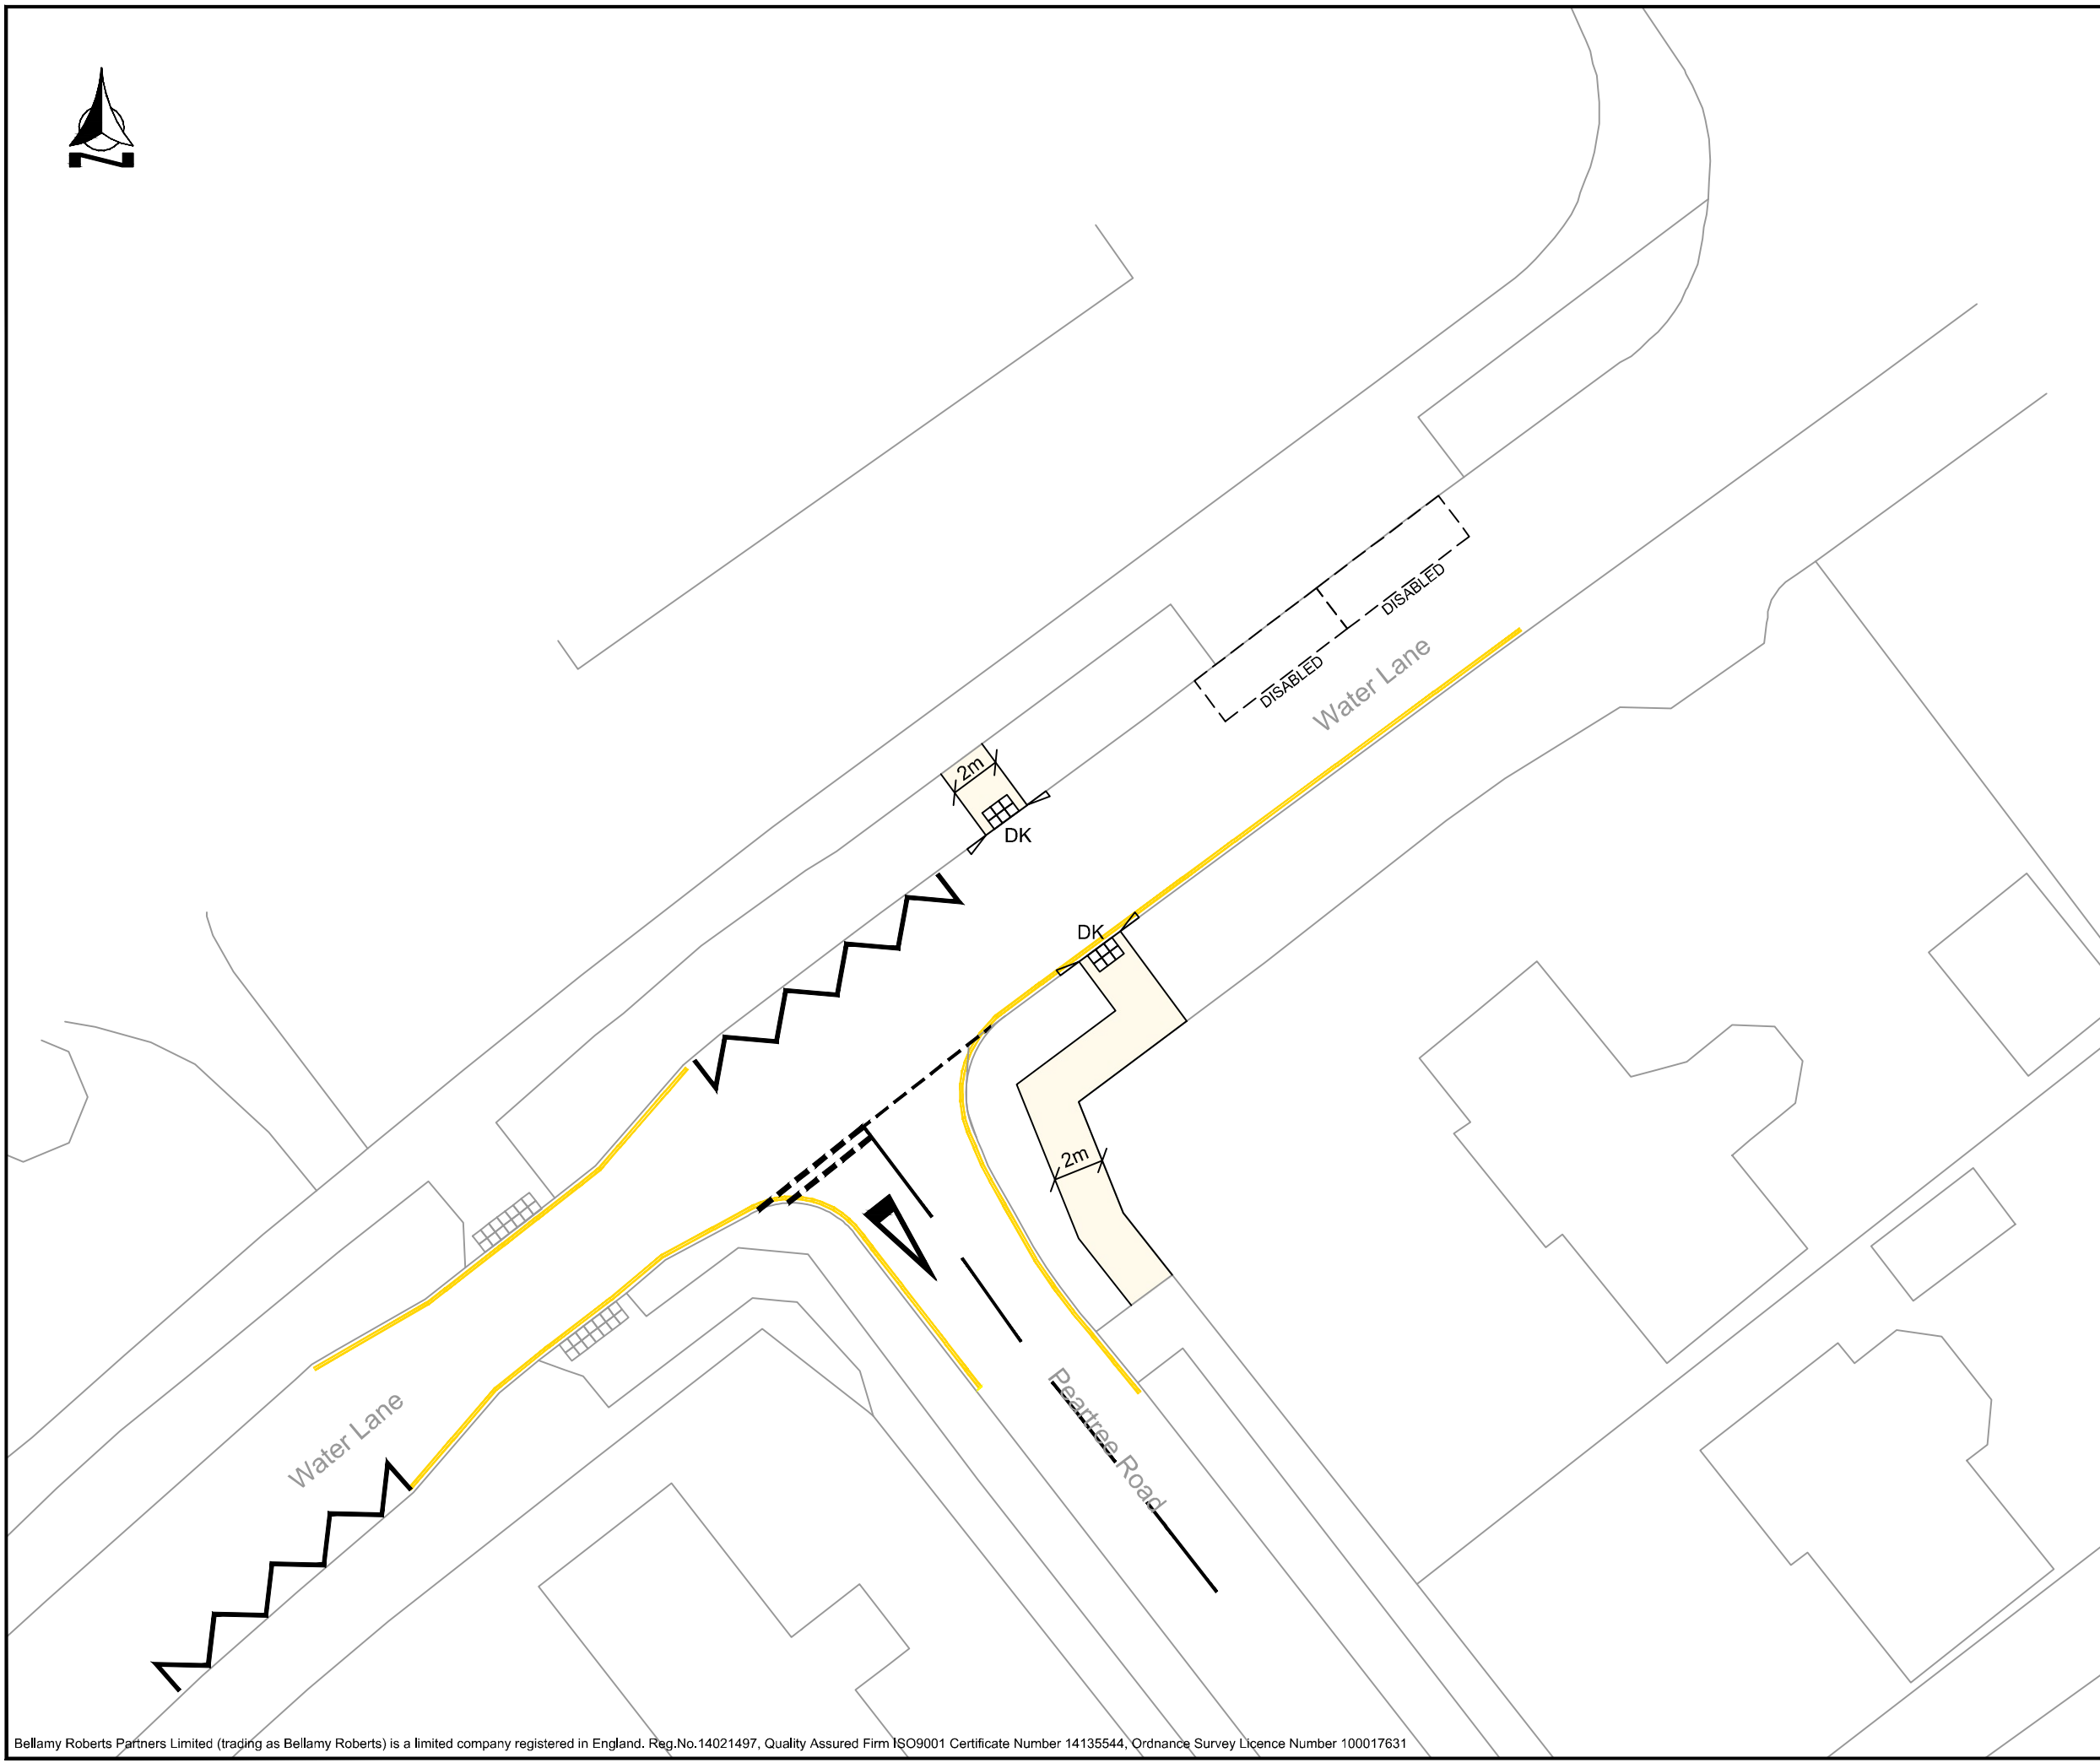 N
DISABLED
DISABLED
Water Lane
2m
DK
DK
2m
Water Lane
Peartree Road
Bellamy Roberts Partners Limited (trading as Bellamy Roberts) is a limited company registered in England. Reg.No.14021497, Quality Assured Firm ISO9001 Certificate Number 14135544, Ordnance Survey Licence Number 100017631